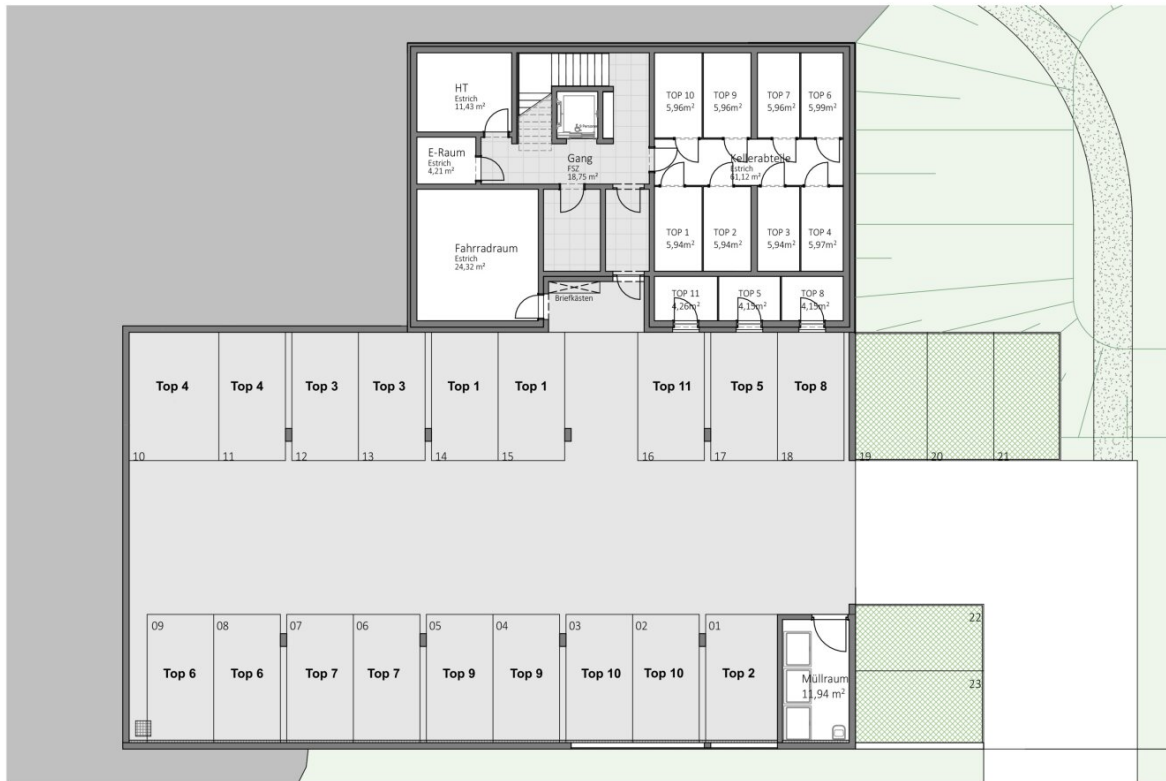 HT
Estrich
11,43 m²
E-Raum
Estrich
4,21 m²
Gang
FSZ
18,75 m²
Fahrradraum
Estrich
24,32 m²
Briefkästen
TOP 10
5,96m²
TOP 9
5,96m²
TOP 7
5,96m²
TOP 6
5,99m²
Kellerabteile
Estrich
61,12 m²
TOP 1
5,94m²
TOP 2
5,94m²
TOP 3
5,94m²
TOP 4
5,97m²
TOP 11
4,26m²
TOP 5
4,15m²
TOP 8
4,15m²
Top 4
Top 4
Top 3
Top 3
Top 1
Top 1
Top 11
Top 5
Top 8
10
11
12
13
14
15
16
17
18
19
20
21
09
08
07
06
05
04
03
02
01
22
Top 6
Top 6
Top 7
Top 7
Top 9
Top 9
Top 10
Top 10
Top 2
Müllraum
11,94 m²
23